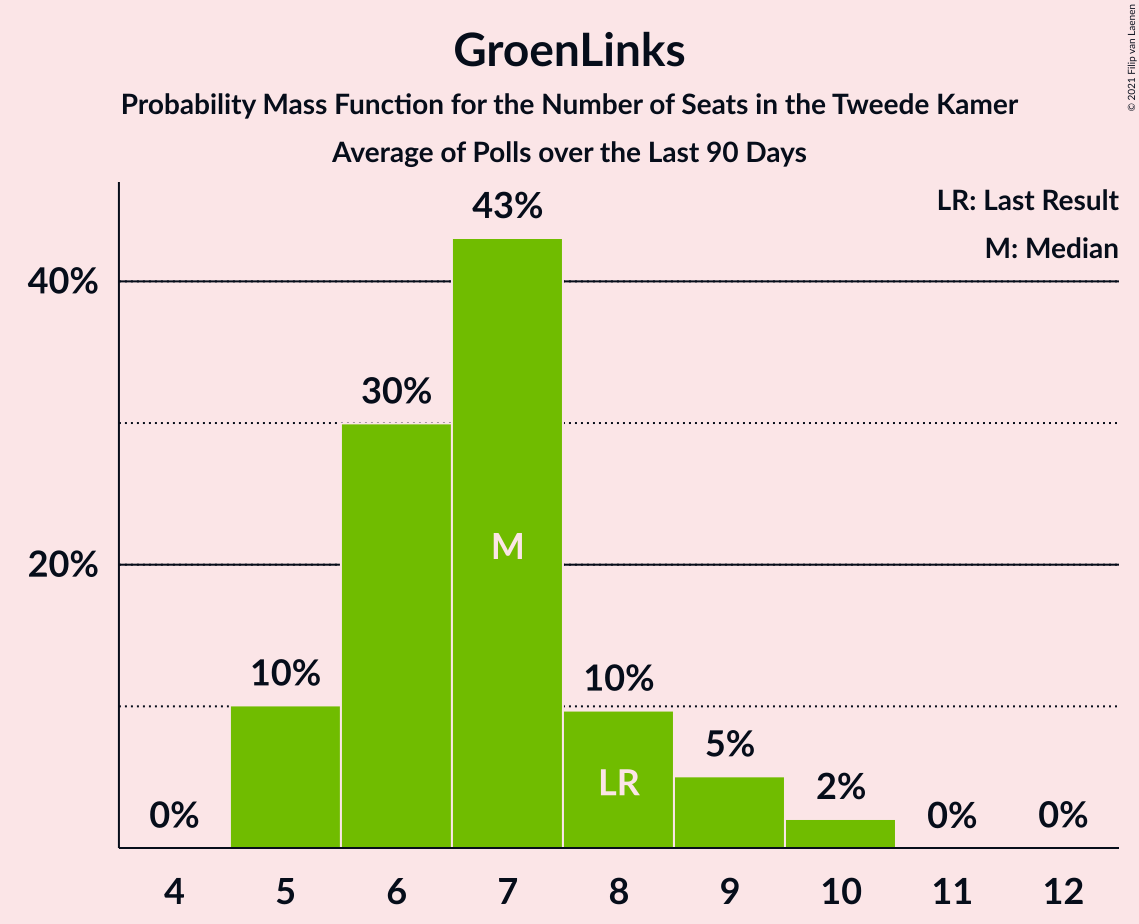 GroenLinks
Probability Mass Function for the Number of Seats in the Tweede Kamer
Average of Polls over the Last 90 Days
© 2021 Filip van Laenen
LR: Last Result
M: Median
40%
20%
0%
10%
30%
43%
10%
5%
2%
0%
0%
M
LR
4
5
6
7
8
9
10
11
12